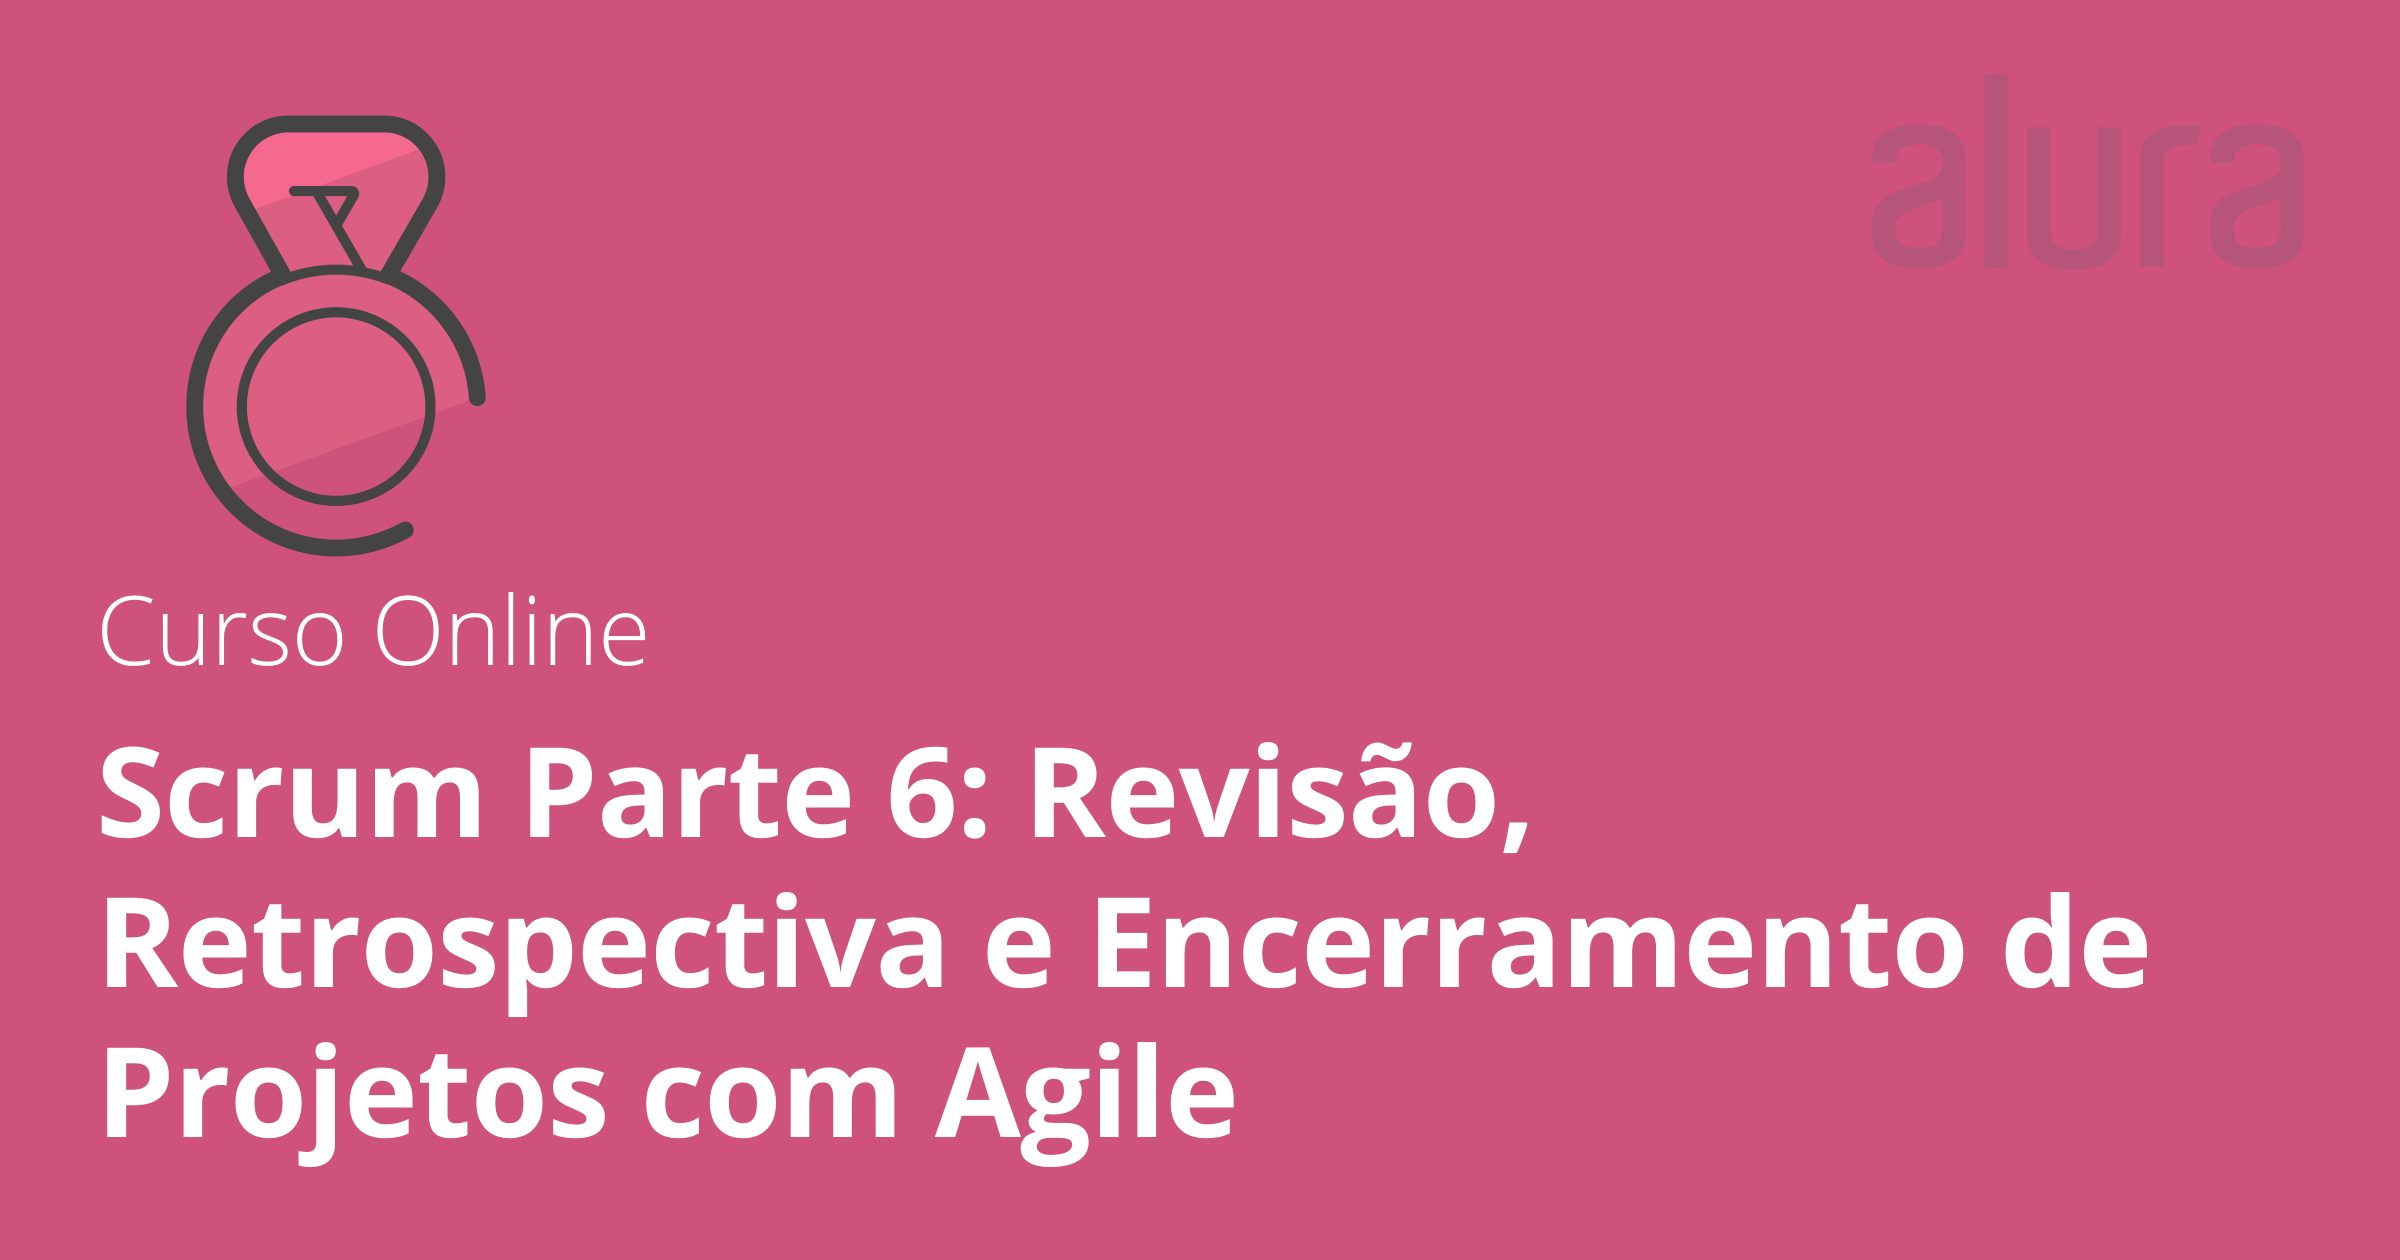 alura
Curso Online
Scrum Parte 6: Revisão,
Retrospectiva e Encerramento de
Projetos com Agile